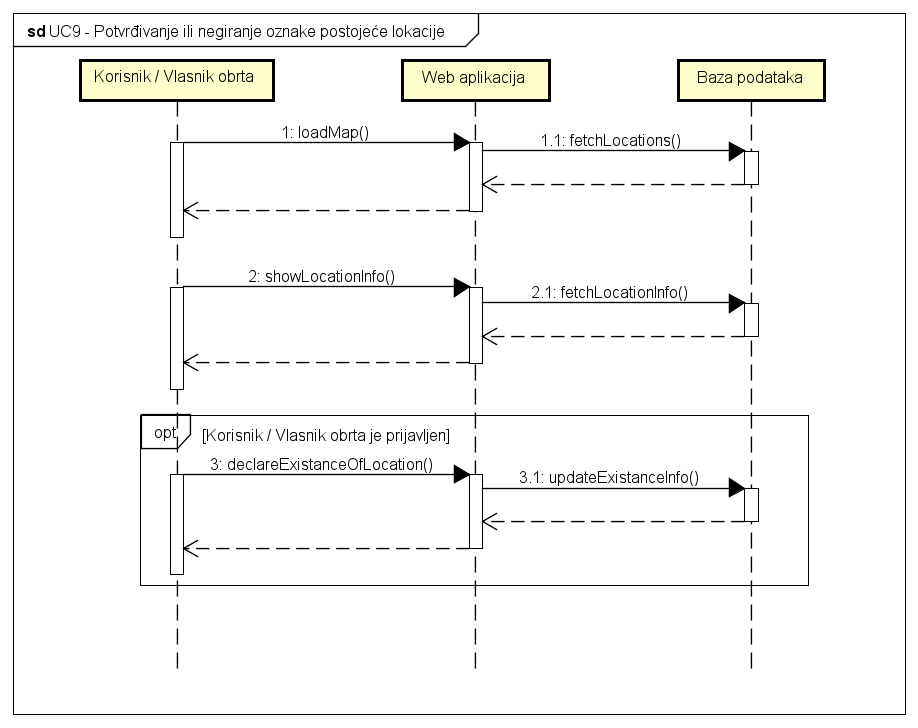 sd UC9 - Potvrđivanje ili negiranje oznake postojeće lokacije
Korisnik / Vlasnik obrta
Web aplikacija
Baza podataka
1: loadMap()
1.1: fetchLocations()
2: showLocationInfo()
2.1: fetchLocationInfo()
opt
[Korisnik / Vlasnik obrta je prijavljen]
3: declareExistanceOfLocation()
3.1: updateExistanceInfo()